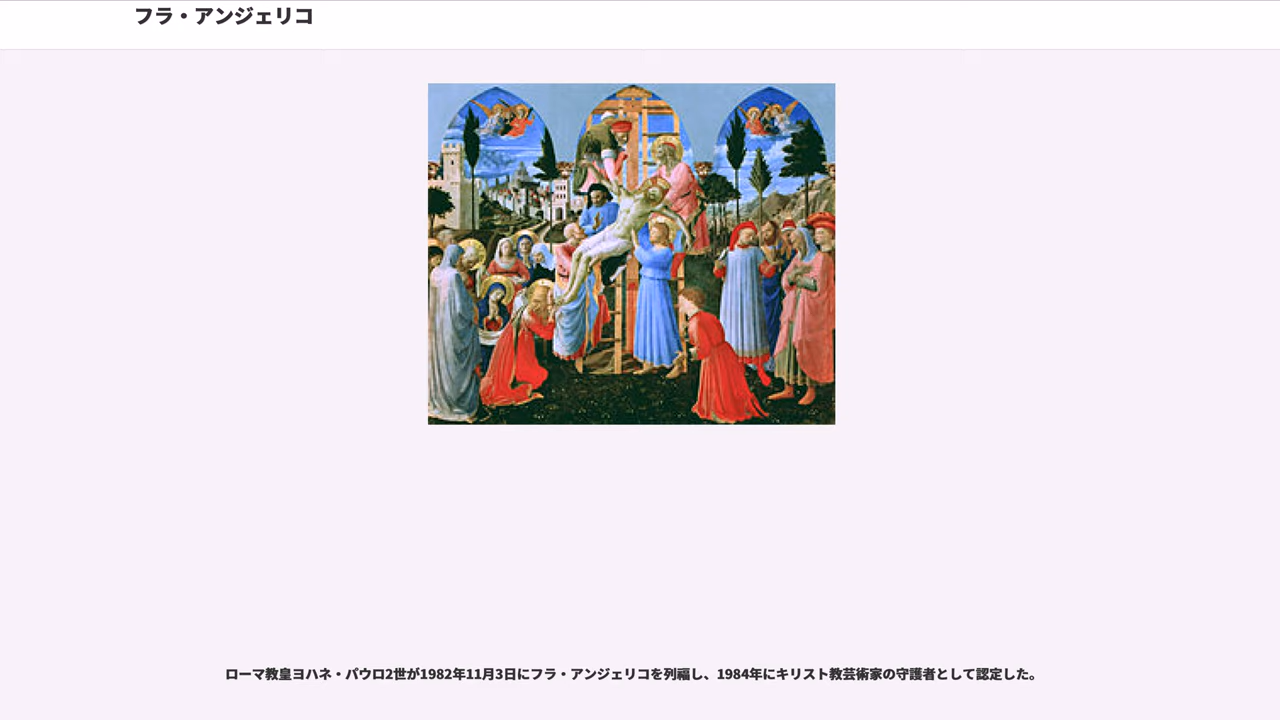 フラ・アンジェリコ
ローマ教皇ヨハネ・パウロ2世が1982年11月3日にフラ・アンジェリコを列福し、1984年にキリスト教芸術家の守護者として認定した。